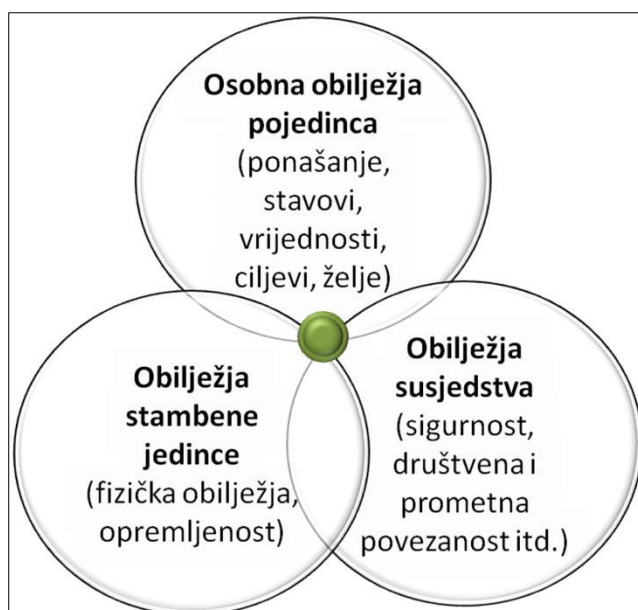 Osobna obilježja
pojedinca
(ponašanje,
stavovi,
vrijednosti,
ciljevi, želje)
Obilježja
stambene
jedince
(fizička obilježja,
opremljenost)
Obilježja
susjedstva
(sigurnost,
društvena i
prometna
povezanost itd.)